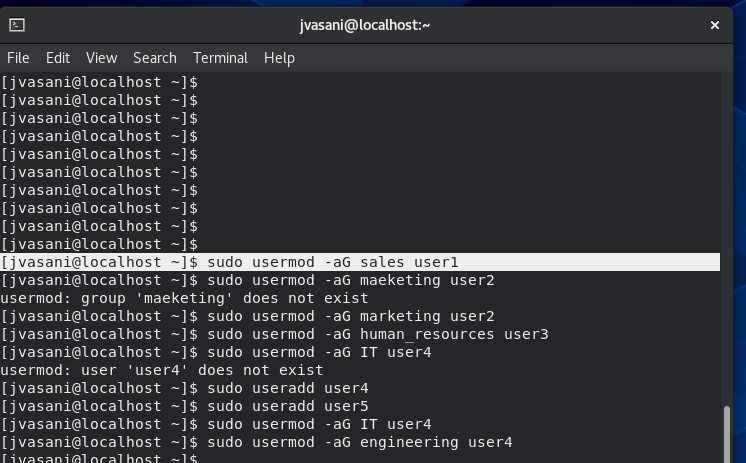 jvasani@localhost:~
×
File Edit View Search Terminal Help
[jvasani@localhost ~]$
[jvasani@localhost ~]$
[jvasani@localhost ~]$
[jvasani@localhost ~]$
[jvasani@localhost ~]$
[jvasani@localhost ~]$
[jvasani@localhost ~]$
[jvasani@localhost ~]$
[jvasani@localhost ~]$
[jvasani@localhost ~]$
[jvasani@localhost ~]$ sudo usermod -aG sales user1
[jvasani@localhost ~]$ sudo usermod -aG maeketing user2
usermod: group 'maeketing' does not exist
[jvasani@localhost ~]$ sudo usermod -aG marketing user2
[jvasani@localhost ~]$ sudo usermod -aG human_resources user3
[jvasani@localhost ~]$ sudo usermod -aG IT user4
usermod: user 'user4' does not exist
[jvasani@localhost ~]$ sudo useradd user4
[jvasani@localhost ~]$ sudo useradd user5
[jvasani@localhost ~]$ sudo usermod -aG IT user4
[jvasani@localhost ~]$ sudo usermod -aG engineering user4
[jvasani@localhost ~]$